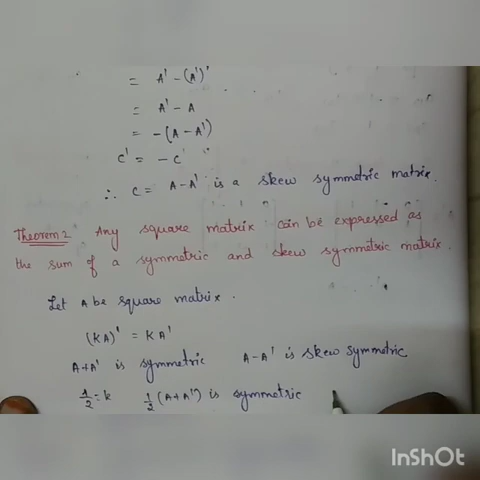 = A' - (A')'
= A' - A
= -(A - A')
C' = - C
∴ C = A - A' is a skew symmetric matrix.
Theorem 2 Any square matrix can be expressed as
the sum of a symmetric and skew symmetric matrix.
Let A be square matrix.
(KA)' = KA'
A+A' is symmetric A-A' is skew symmetric
1/2 = k 1/2 (A+A') is symmetric
InShOt